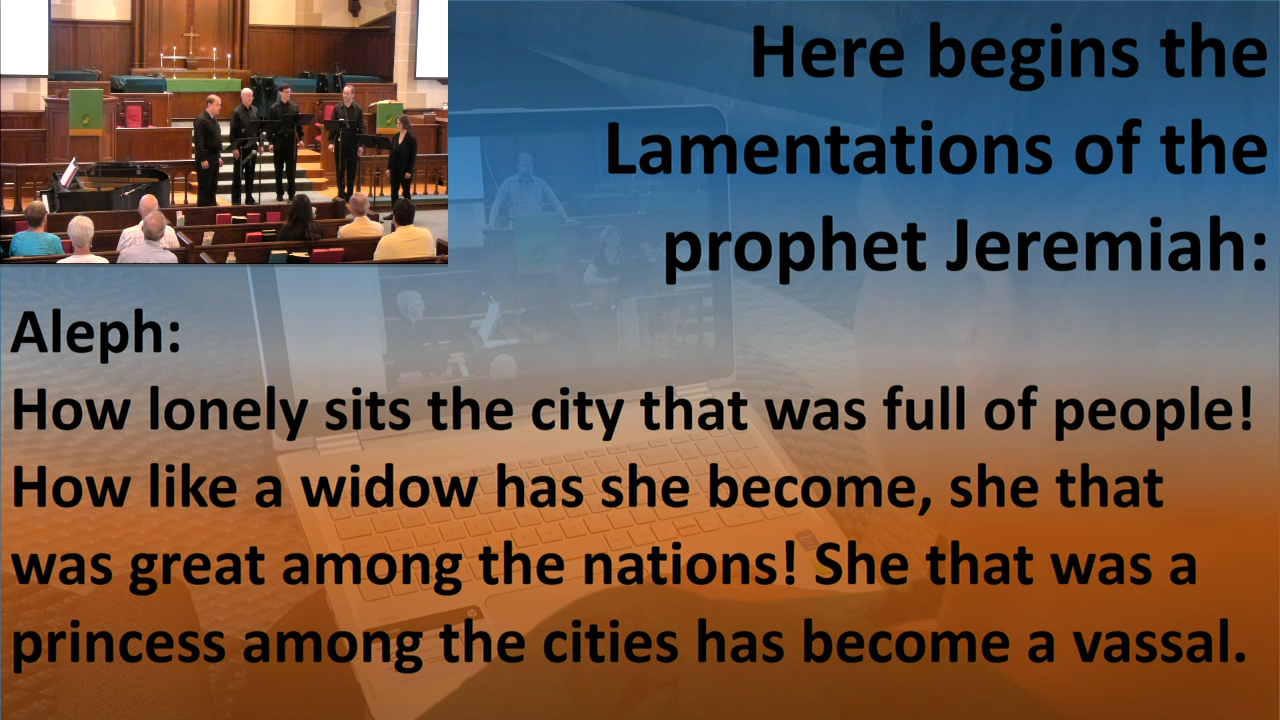 Here begins the
Lamentations of the
prophet Jeremiah:
Aleph:
How lonely sits the city that was full of people!
How like a widow has she become, she that
was great among the nations! She that was a
princess among the cities has become a vassal.